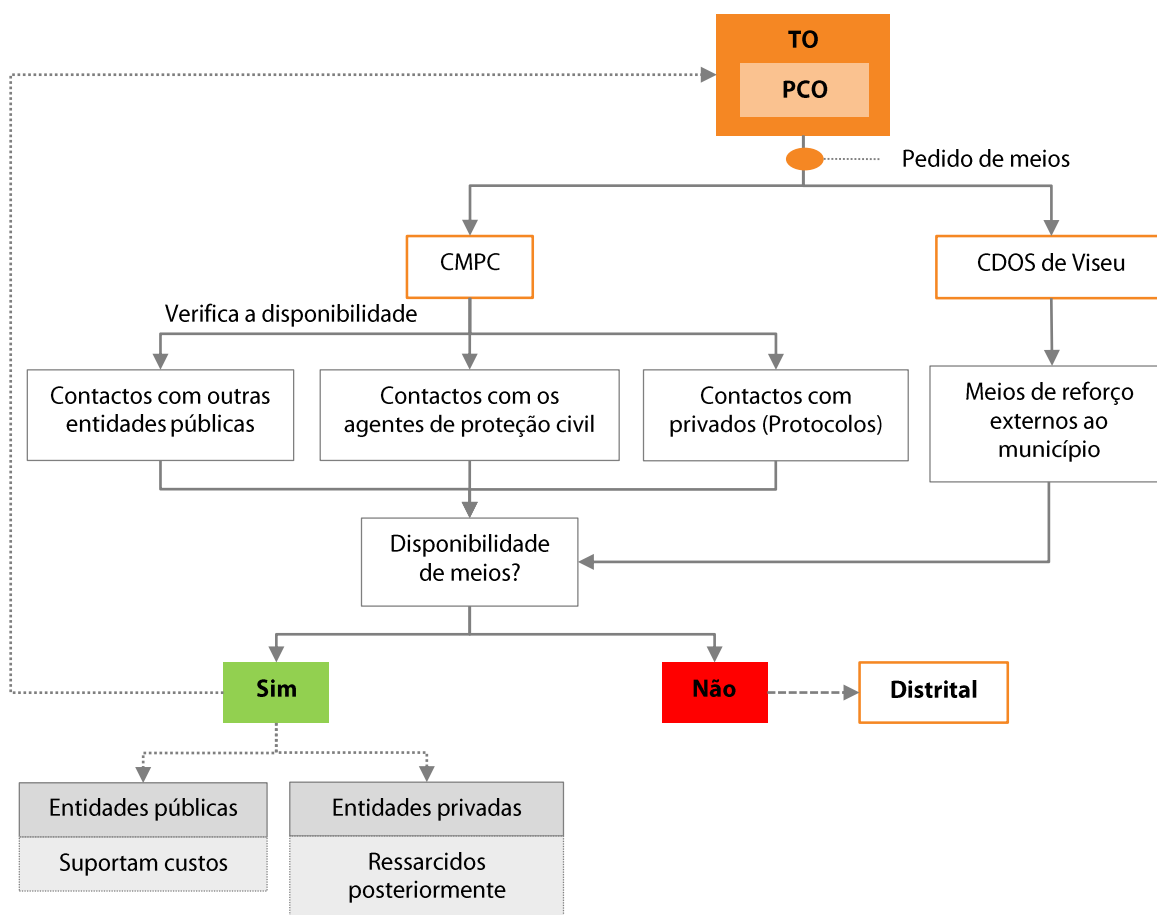 TO
PCO
Pedido de meios
CMPC
CDOS de Viseu
Verifica a disponibilidade
Contactos com outras
entidades públicas
Contactos com os
agentes de proteção civil
Contactos com
privados (Protocolos)
Meios de reforço
externos ao
município
Disponibilidade
de meios?
Sim
Não
Distrital
Entidades públicas
Suportam custos
Entidades privadas
Ressarcidos
posteriormente